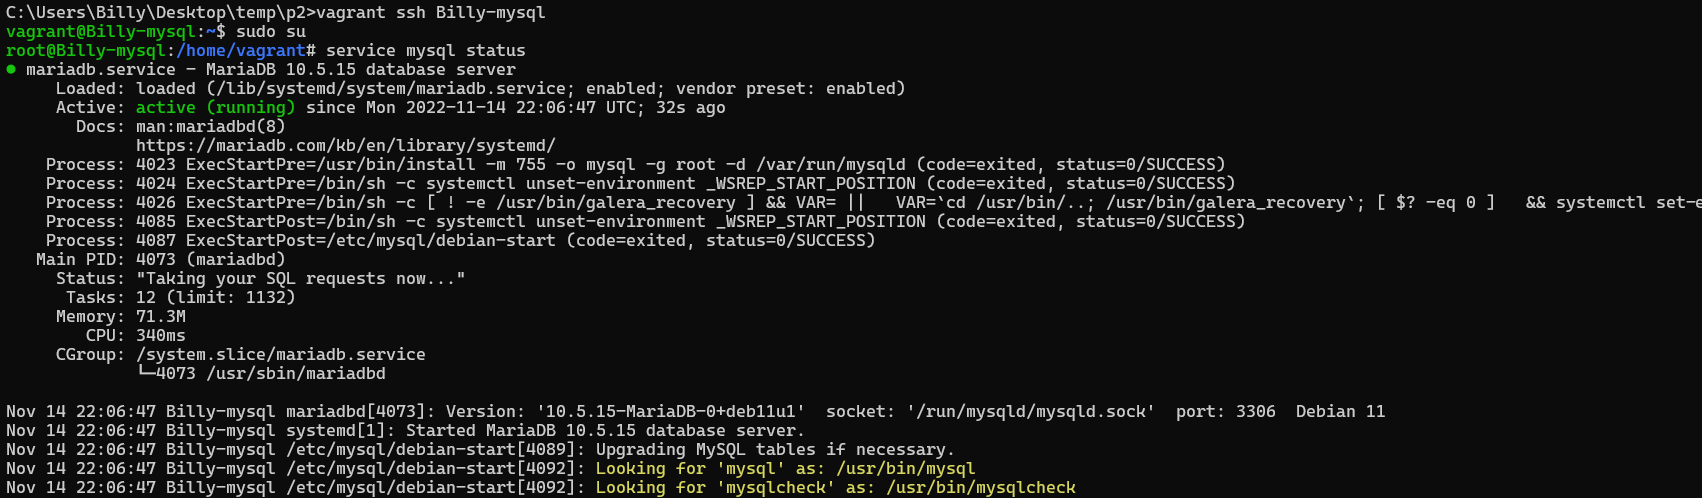 C:\Users\Billy\Desktop\temp\p2>vagrant ssh Billy-mysql
vagrant@Billy-mysql:~$ sudo su
root@Billy-mysql:/home/vagrant# service mysql status
● mariadb.service - MariaDB 10.5.15 database server
     Loaded: loaded (/lib/systemd/system/mariadb.service; enabled; vendor preset: enabled)
     Active: active (running) since Mon 2022-11-14 22:06:47 UTC; 32s ago
       Docs: man:mariadbd(8)
             https://mariadb.com/kb/en/library/systemd/
    Process: 4023 ExecStartPre=/usr/bin/install -m 755 -o mysql -g root -d /var/run/mysqld (code=exited, status=0/SUCCESS)
    Process: 4024 ExecStartPre=/bin/sh -c systemctl unset-environment _WSREP_START_POSITION (code=exited, status=0/SUCCESS)
    Process: 4026 ExecStartPre=/bin/sh -c [ ! -e /usr/bin/galera_recovery ] && VAR= ||   VAR=`cd /usr/bin/..; /usr/bin/galera_recovery`; [ $? -eq 0 ]   && systemctl set-e
    Process: 4085 ExecStartPost=/bin/sh -c systemctl unset-environment _WSREP_START_POSITION (code=exited, status=0/SUCCESS)
    Process: 4087 ExecStartPost=/etc/mysql/debian-start (code=exited, status=0/SUCCESS)
   Main PID: 4073 (mariadbd)
     Status: "Taking your SQL requests now..."
      Tasks: 12 (limit: 1132)
     Memory: 71.3M
        CPU: 340ms
     CGroup: /system.slice/mariadb.service
             └─4073 /usr/sbin/mariadbd
Nov 14 22:06:47 Billy-mysql mariadbd[4073]: Version: '10.5.15-MariaDB-0+deb11u1'  socket: '/run/mysqld/mysqld.sock'  port: 3306  Debian 11
Nov 14 22:06:47 Billy-mysql systemd[1]: Started MariaDB 10.5.15 database server.
Nov 14 22:06:47 Billy-mysql /etc/mysql/debian-start[4089]: Upgrading MySQL tables if necessary.
Nov 14 22:06:47 Billy-mysql /etc/mysql/debian-start[4092]: Looking for 'mysql' as: /usr/bin/mysql
Nov 14 22:06:47 Billy-mysql /etc/mysql/debian-start[4092]: Looking for 'mysqlcheck' as: /usr/bin/mysqlcheck